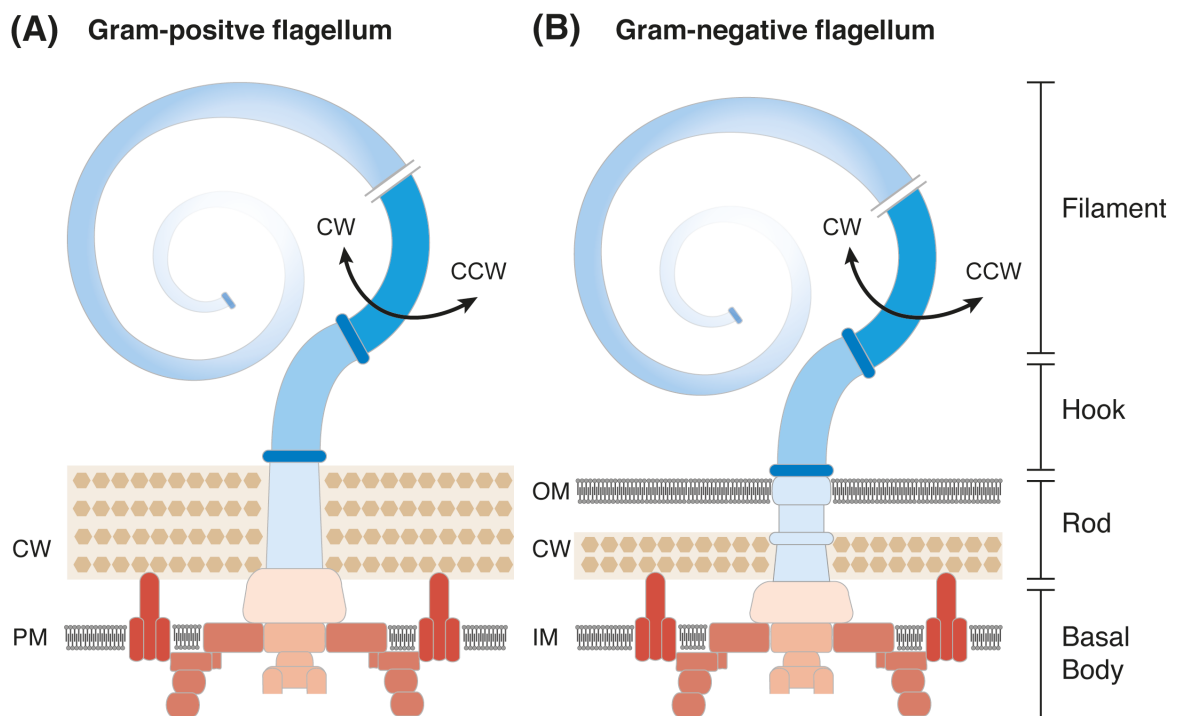 (A) Gram-positve flagellum
(B) Gram-negative flagellum
CW
CCW
CW
CCW
Filament
Hook
OM
Rod
CW
CW
PM
IM
Basal
Body